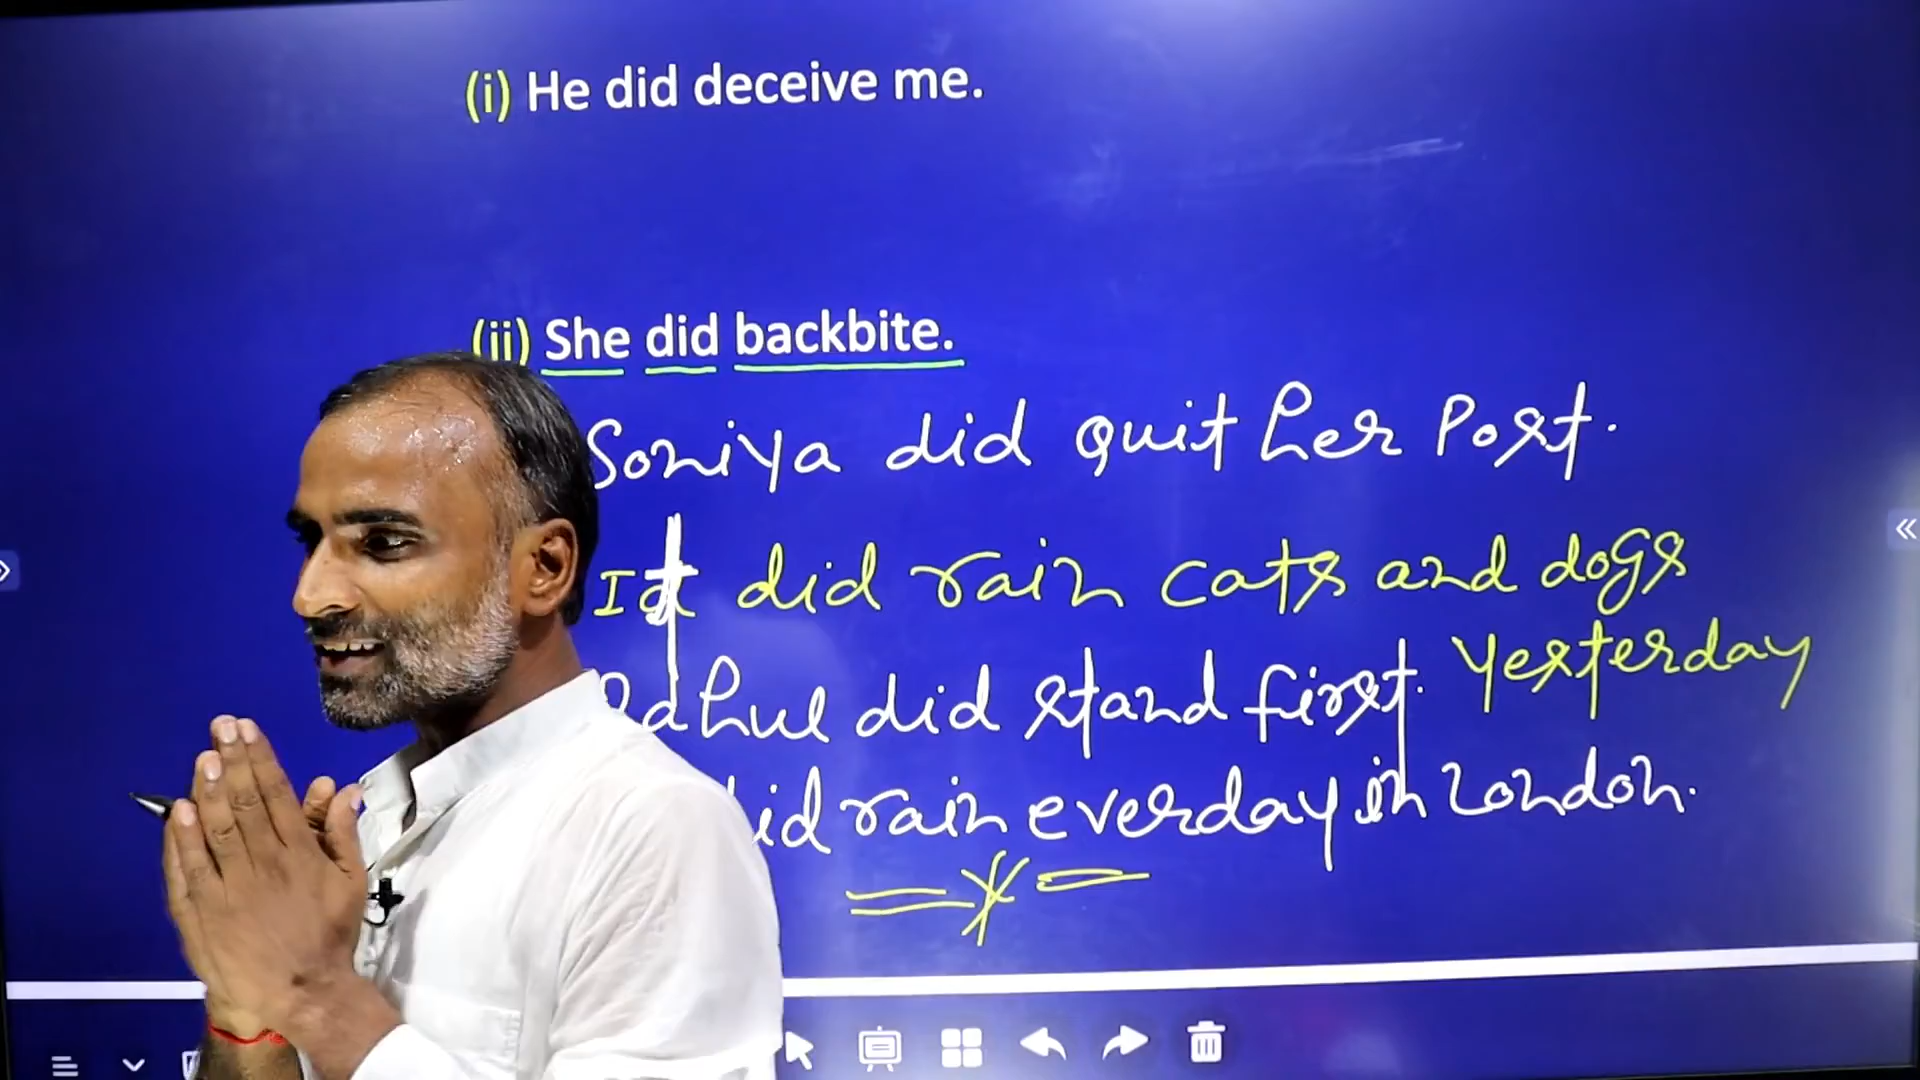 (i) He did deceive me.
(ii) She did backbite.
Soniya did quit her Post.
It did rain cats and dogs
Yesterday
Rahul did stand first.
did rain everday in London.